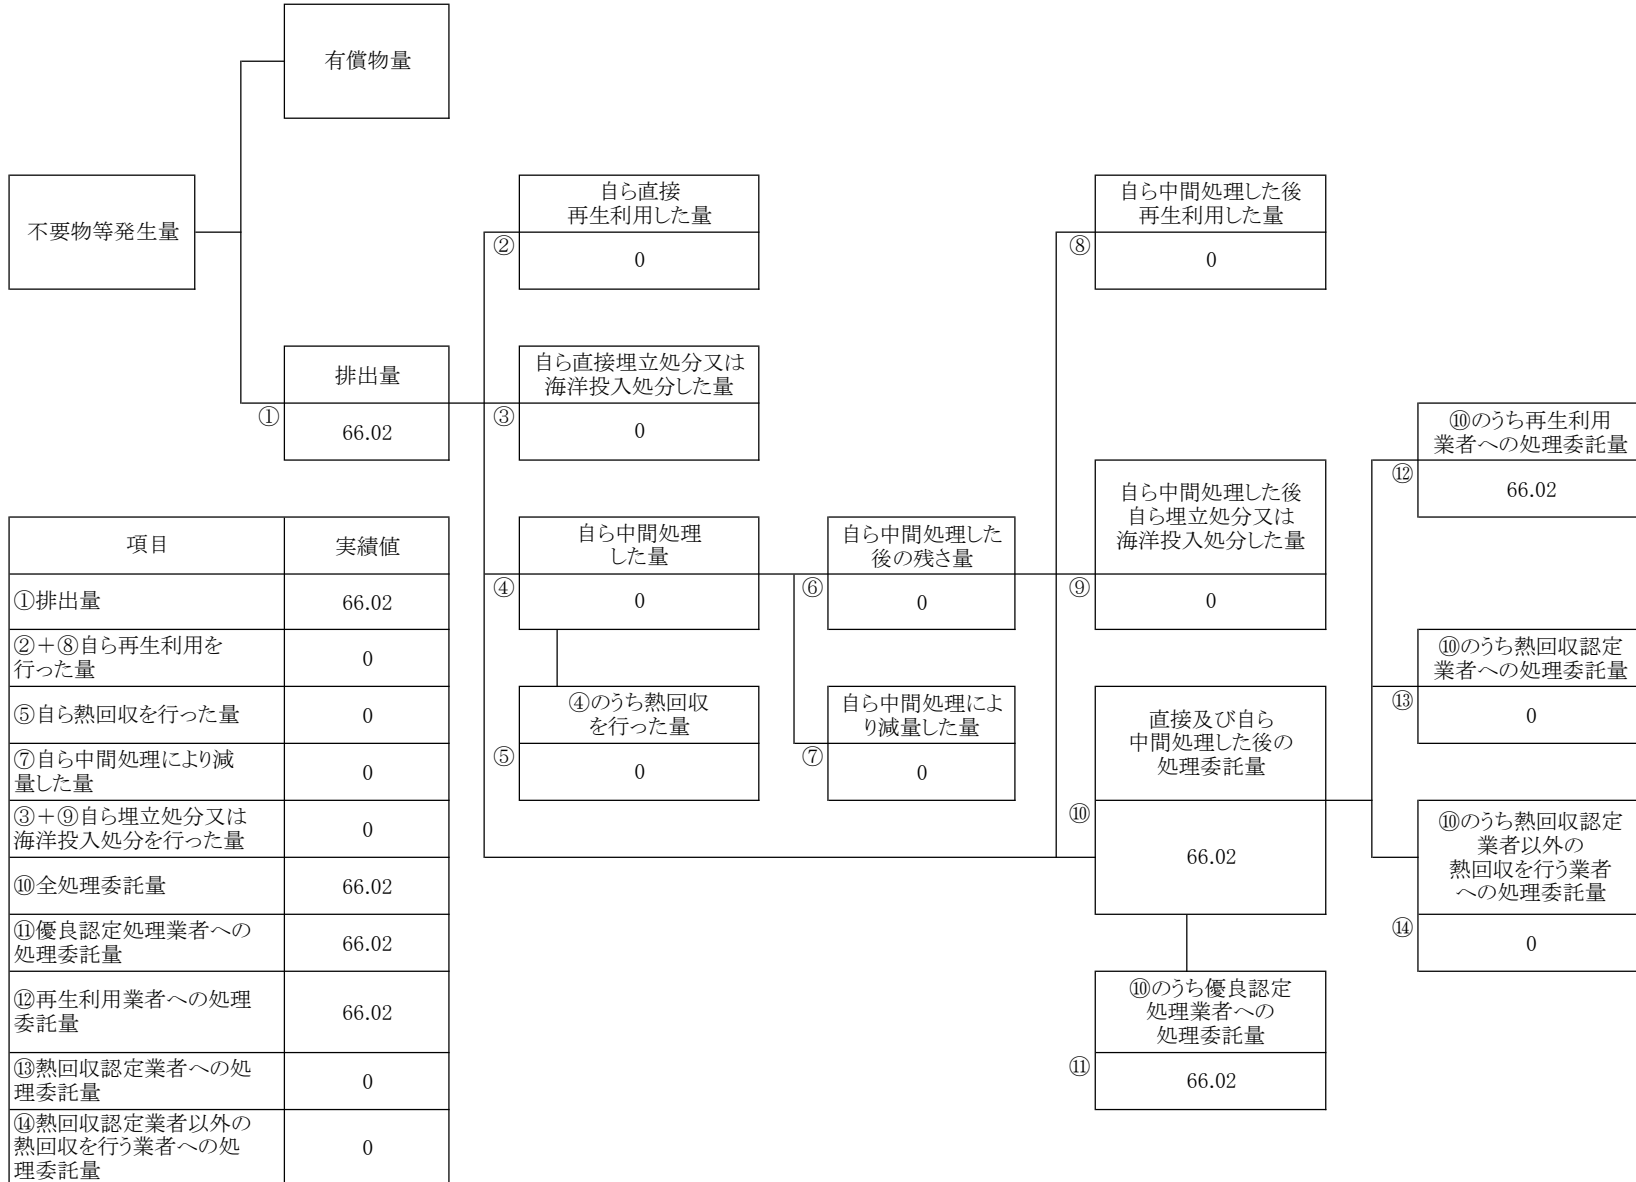 有償物量
不要物等発生量
自ら直接
再生利用した量
②
0
自ら中間処理した後
再生利用した量
⑧
0
排出量
①
66.02
自ら直接埋立処分又は
海洋投入処分した量
③
0
⑩のうち再生利用
業者への処理委託量
⑫
66.02
自ら中間処理
した量
④
0
自ら中間処理した
後の残さ量
⑥
0
自ら中間処理した後
自ら埋立処分又は
海洋投入処分した量
⑨
0
⑩のうち熱回収認定
業者への処理委託量
⑬
0
④のうち熱回収
を行った量
⑤
0
自ら中間処理によ
り減量した量
⑦
0
直接及び自ら
中間処理した後の
処理委託量
⑩
66.02
⑩のうち熱回収認定
業者以外の
熱回収を行う業者
への処理委託量
⑭
0
⑩のうち優良認定
処理業者への
処理委託量
⑪
66.02
項目 実績値
①排出量 66.02
②+⑧自ら再生利用を
行った量 0
⑤自ら熱回収を行った量 0
⑦自ら中間処理により減
量した量 0
③+⑨自ら埋立処分又は
海洋投入処分を行った量 0
⑩全処理委託量 66.02
⑪優良認定処理業者への
処理委託量 66.02
⑫再生利用業者への処理
委託量 66.02
⑬熱回収認定業者への処
理委託量 0
⑭熱回収認定業者以外の
熱回収を行う業者への処
理委託量 0